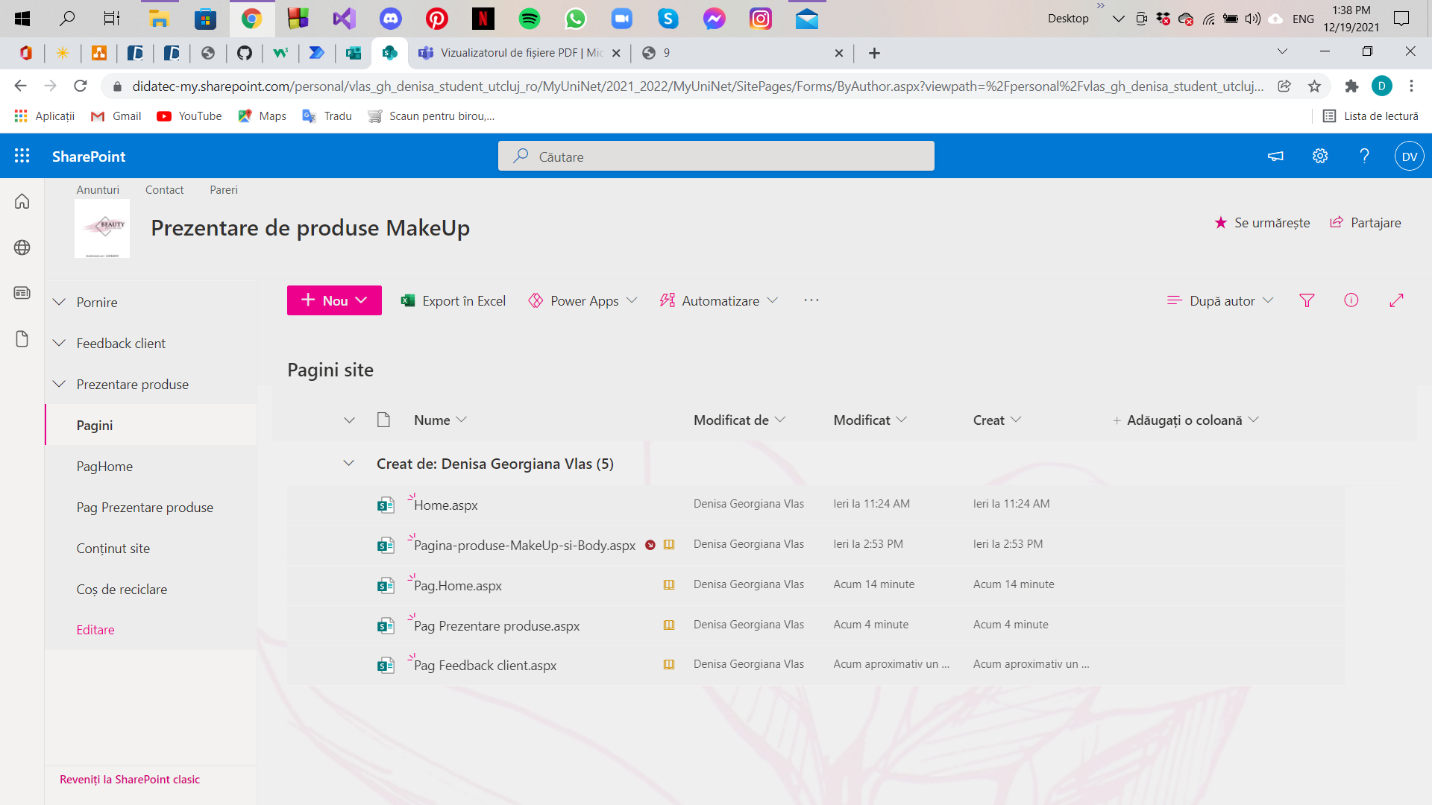 Desktop
ENG
1:38 PM
12/19/2021
Vizualizatorul de fișiere PDF | Mic
9
didatec-my.sharepoint.com/personal/vlas_gh_denisa_student_utcluj_ro/MyUniNet/2021_2022/MyUniNet/SitePages/Forms/ByAuthor.aspx?viewpath=%2Fpersonal%2Fvlas_gh_denisa_student_utcluj...
D
Aplicații
Gmail
YouTube
Maps
Tradu
Scaun pentru birou,...
Lista de lectură
SharePoint
Căutare
DV
Anunturi
Contact
Pareri
BEAUTY
Prezentare de produse MakeUp
Se urmărește
Partajare
Pornire
Feedback client
Prezentare produse
Pagini
PagHome
Pag Prezentare produse
Conținut site
Coș de reciclare
Editare
Reveniți la SharePoint clasic
+ Nou
Export în Excel
Power Apps
Automatizare
...
După autor
Pagini site
Nume
Modificat de
Modificat
Creat
+ Adăugați o coloană
Creat de: Denisa Georgiana Vlas (5)
Home.aspx Denisa Georgiana Vlas Ieri la 11:24 AM Ieri la 11:24 AM
Pagina-produse-MakeUp-si-Body.aspx Denisa Georgiana Vlas Ieri la 2:53 PM Ieri la 2:53 PM
Pag.Home.aspx Denisa Georgiana Vlas Acum 14 minute Acum 14 minute
Pag Prezentare produse.aspx Denisa Georgiana Vlas Acum 4 minute Acum 4 minute
Pag Feedback client.aspx Denisa Georgiana Vlas Acum aproximativ un ... Acum aproximativ un ...